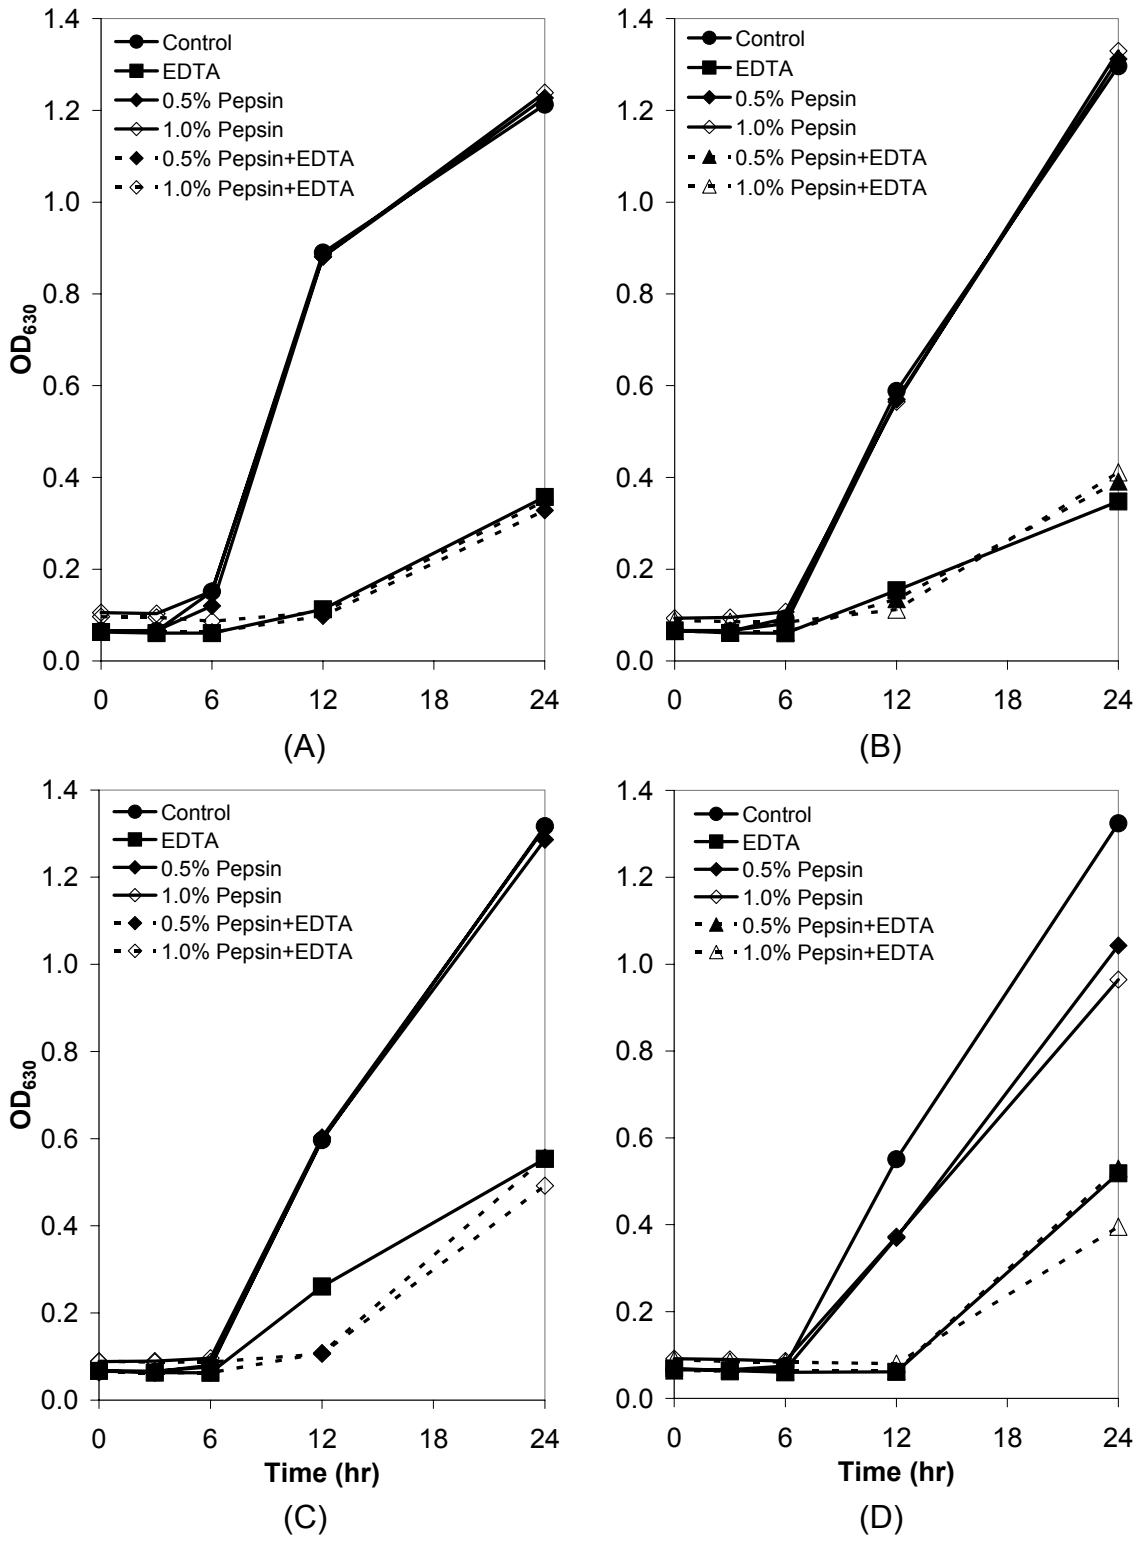 1.4
1.2
1.0
0.8
0.6
0.4
0.2
0.0
OD630
Control
EDTA
0.5% Pepsin
1.0% Pepsin
0.5% Pepsin+EDTA
1.0% Pepsin+EDTA
0 6 12 18 24
(A)
1.4
1.2
1.0
0.8
0.6
0.4
0.2
0.0
Control
EDTA
0.5% Pepsin
1.0% Pepsin
0.5% Pepsin+EDTA
1.0% Pepsin+EDTA
0 6 12 18 24
(B)
1.4
1.2
1.0
0.8
0.6
0.4
0.2
0.0
OD630
Control
EDTA
0.5% Pepsin
1.0% Pepsin
0.5% Pepsin+EDTA
1.0% Pepsin+EDTA
0 6 12 18 24
Time (hr)
(C)
1.4
1.2
1.0
0.8
0.6
0.4
0.2
0.0
Control
EDTA
0.5% Pepsin
1.0% Pepsin
0.5% Pepsin+EDTA
1.0% Pepsin+EDTA
0 6 12 18 24
Time (hr)
(D)